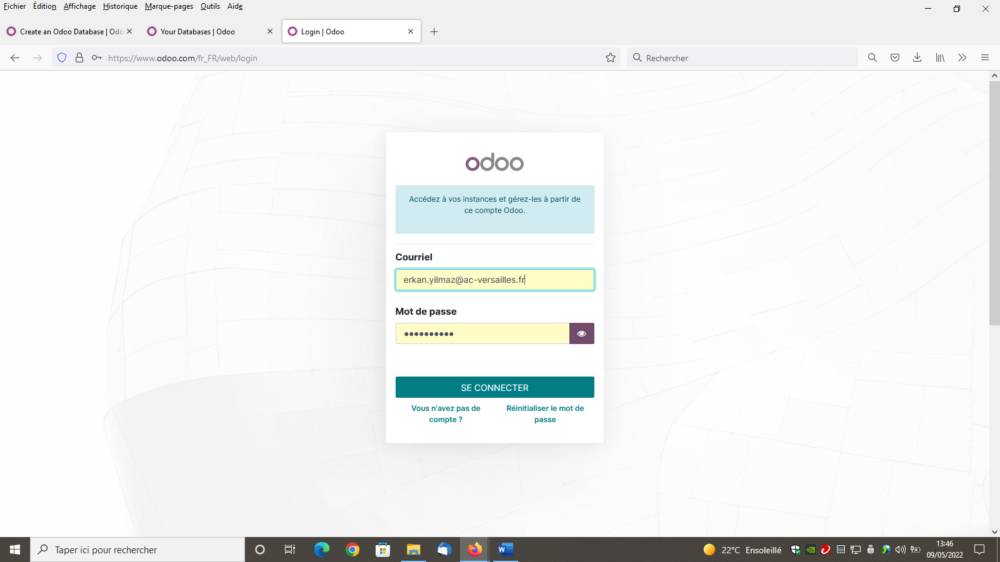 Fichier Édition Affichage Historique Marque-pages Outils Aide
Create an Odoo Database | Odo
Your Databases | Odoo
Login | Odoo
https://www.odoo.com/fr_FR/web/login
Rechercher
odoo
Accédez à vos instances et gérez-les à partir de
ce compte Odoo.
Courriel
erkan.yilmaz@ac-versailles.fr
Mot de passe
••••••••••
SE CONNECTER
Vous n'avez pas de
compte ?
Réinitialiser le mot de
passe
Taper ici pour rechercher
22°C Ensoleillé
13:46
09/05/2022